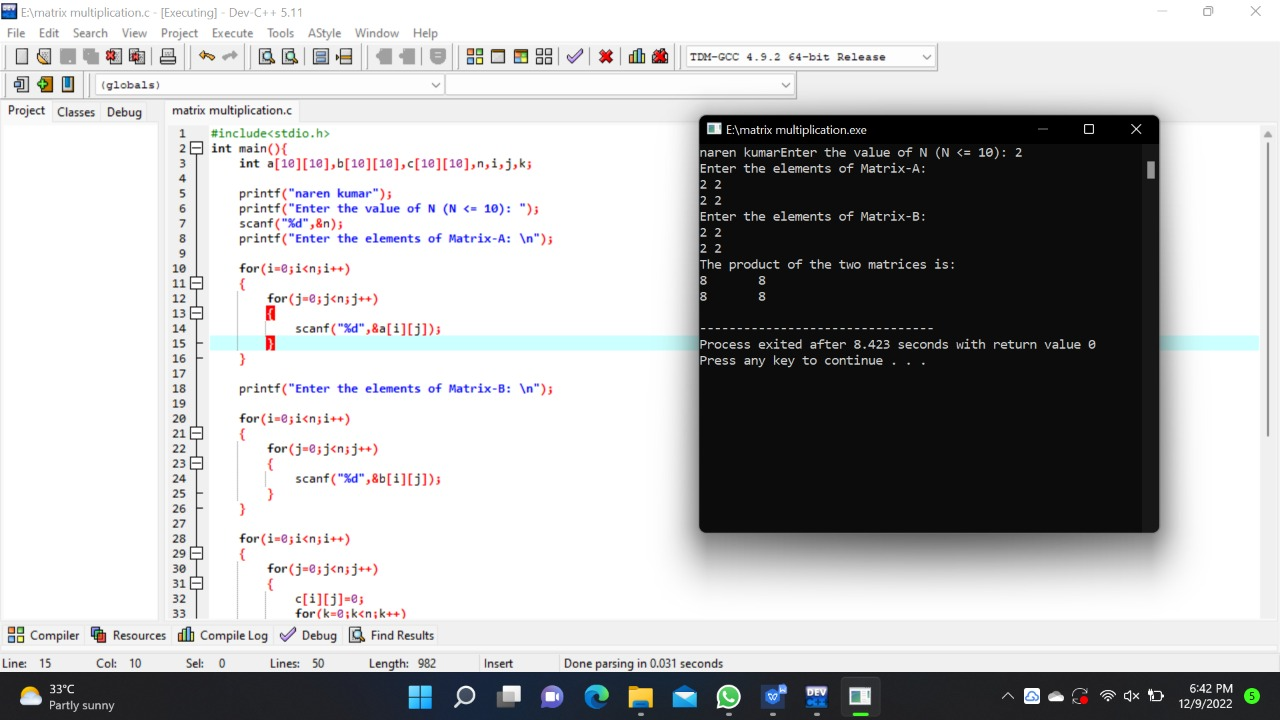 E:\matrix multiplication.c - [Executing] - Dev-C++ 5.11
File Edit Search View Project Execute Tools AStyle Window Help
TDM-GCC 4.9.2 64-bit Release
(globals)
Project Classes Debug matrix multiplication.c
1 #include<stdio.h>
2 int main(){
3 int a[10][10],b[10][10],c[10][10],n,i,j,k;
4
5 printf("naren kumar");
6 printf("Enter the value of N (N <= 10): ");
7 scanf("%d",&n);
8 printf("Enter the elements of Matrix-A: \n");
9
10 for(i=0;i<n;i++)
11 {
12 for(j=0;j<n;j++)
13 {
14 scanf("%d",&a[i][j]);
15 }
16 }
17
18 printf("Enter the elements of Matrix-B: \n");
19
20 for(i=0;i<n;i++)
21 {
22 for(j=0;j<n;j++)
23 {
24 scanf("%d",&b[i][j]);
25 }
26 }
27
28 for(i=0;i<n;i++)
29 {
30 for(j=0;j<n;j++)
31 {
32 c[i][j]=0;
33 for(k=0;k<n;k++)
E:\matrix multiplication.exe
naren kumarEnter the value of N (N <= 10): 2
Enter the elements of Matrix-A:
2 2
2 2
Enter the elements of Matrix-B:
2 2
2 2
The product of the two matrices is:
8 8
8 8
--------------------------------
Process exited after 8.423 seconds with return value 0
Press any key to continue . . .
Compiler Resources Compile Log Debug Find Results
Line: 15 Col: 10 Sel: 0 Lines: 50 Length: 982 Insert Done parsing in 0.031 seconds
33°C
Partly sunny
DEV
6:42 PM
12/9/2022
5